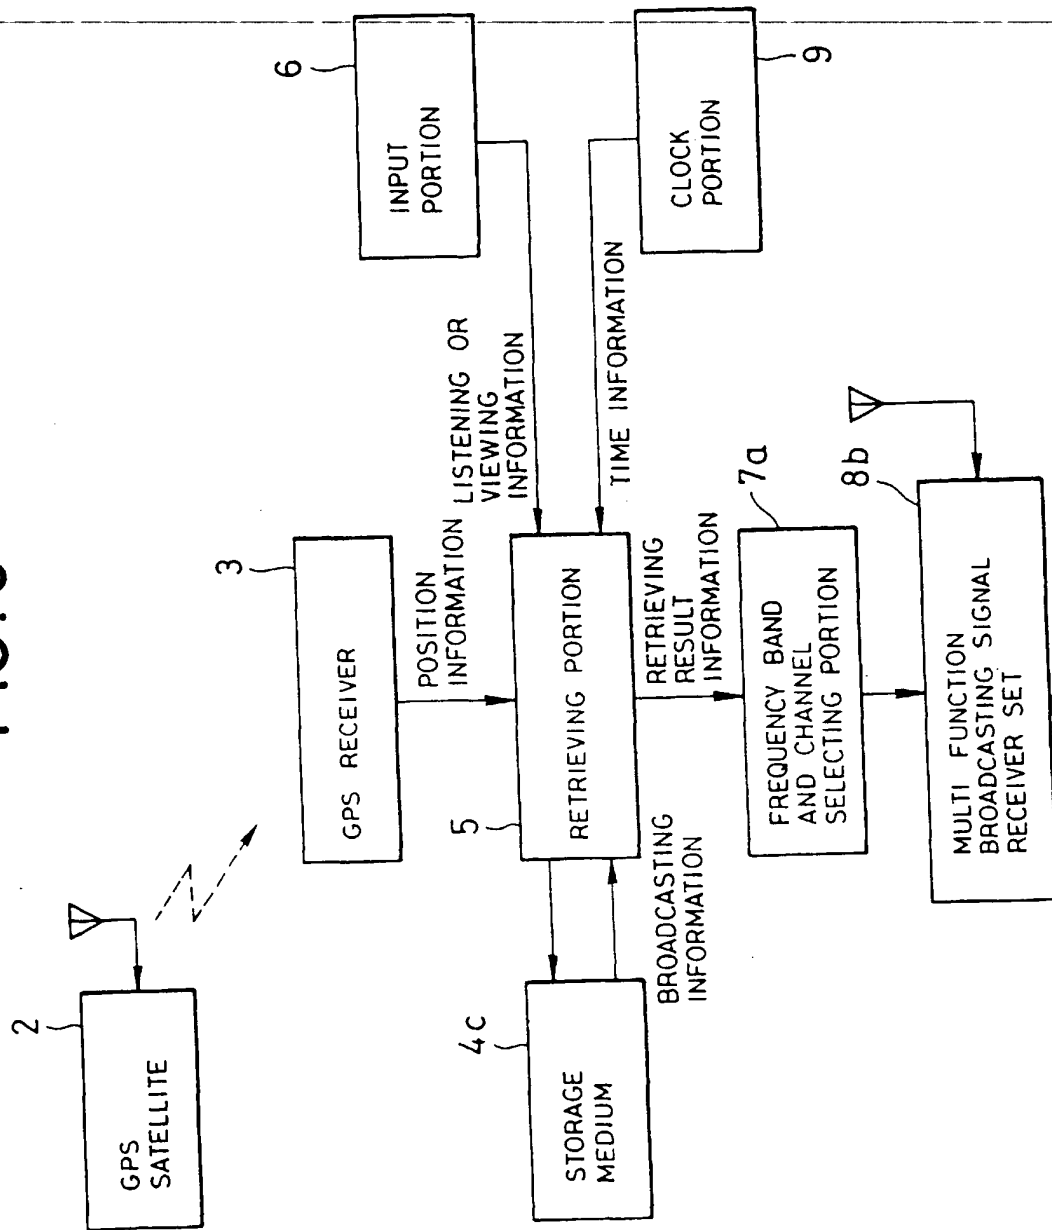 2
GPS
SATELLITE
3
GPS RECEIVER
6
INPUT
PORTION
POSITION
INFORMATION
LISTENING OR
VIEWING
INFORMATION
4c
STORAGE
MEDIUM
5
RETRIEVING PORTION
BROADCASTING
INFORMATION
TIME INFORMATION
9
CLOCK
PORTION
RETRIEVING
RESULT
INFORMATION
7a
FREQUENCY BAND
AND CHANNEL
SELECTING PORTION
8b
MULTI FUNCTION
BROADCASTING SIGNAL
RECEIVER SET